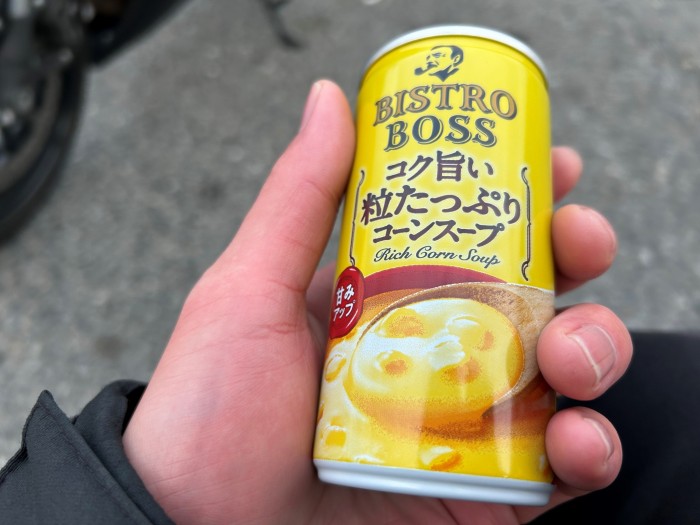 BISTRO
BOSS
コク旨い
粒たっぷり
コーンスープ
Rich Corn Soup
甘み
アップ